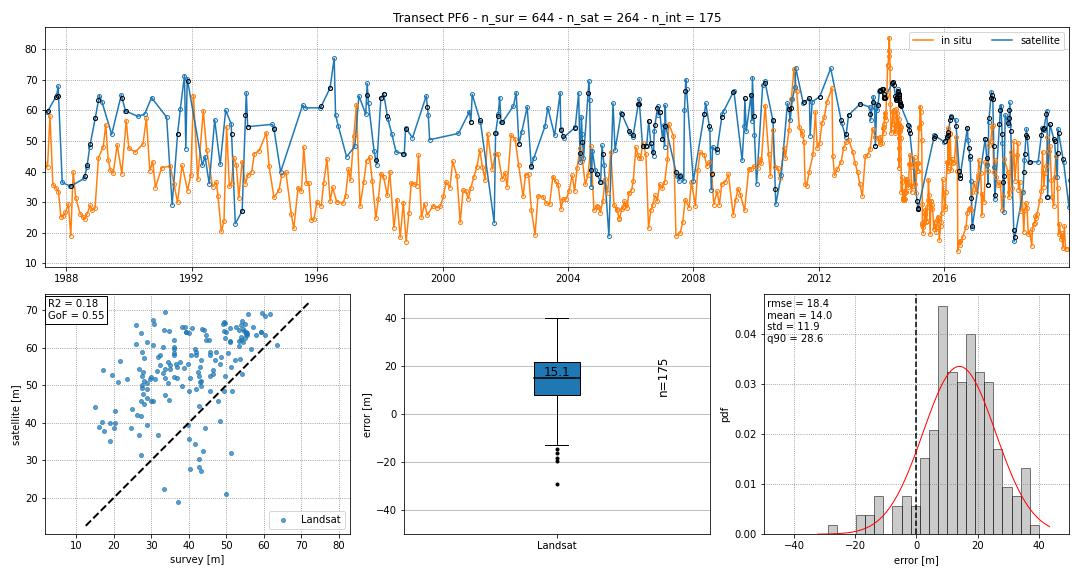 Transect PF6 - n_sur = 644 - n_sat = 264 - n_int = 175
in situ
satellite
80
70
60
50
40
30
20
10
1988
1992
1996
2000
2004
2008
2012
2016
R2 = 0.18
GoF = 0.55
70
60
50
40
30
20
satellite [m]
Landsat
10
20
30
40
50
60
70
80
survey [m]
40
20
0
−20
−40
error [m]
15.1
n=175
Landsat
rmse = 18.4
mean = 14.0
std = 11.9
q90 = 28.6
0.04
0.03
0.02
0.01
0.00
pdf
−40
−20
0
20
40
error [m]